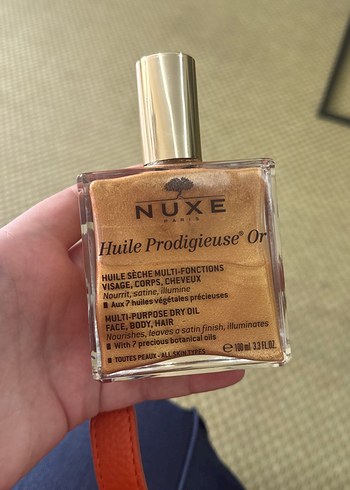 NUXE
PARIS
Huile Prodigieuse® Or
HUILE SÈCHE MULTI-FONCTIONS
VISAGE, CORPS, CHEVEUX
Nourrit, satine, illumine
■ Aux 7 huiles végétales précieuses
MULTI-PURPOSE DRY OIL
FACE, BODY, HAIR
Nourishes, leaves a satin finish, illuminates
■ With 7 precious botanical oils
■ TOUTES PEAUX - ALL SKIN TYPES
℮ 100 ml 3.3 FL.OZ.